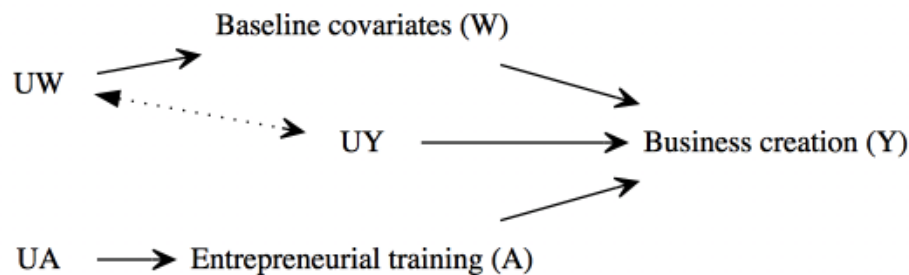 Baseline covariates (W)
UW
UY
Business creation (Y)
UA
Entrepreneurial training (A)